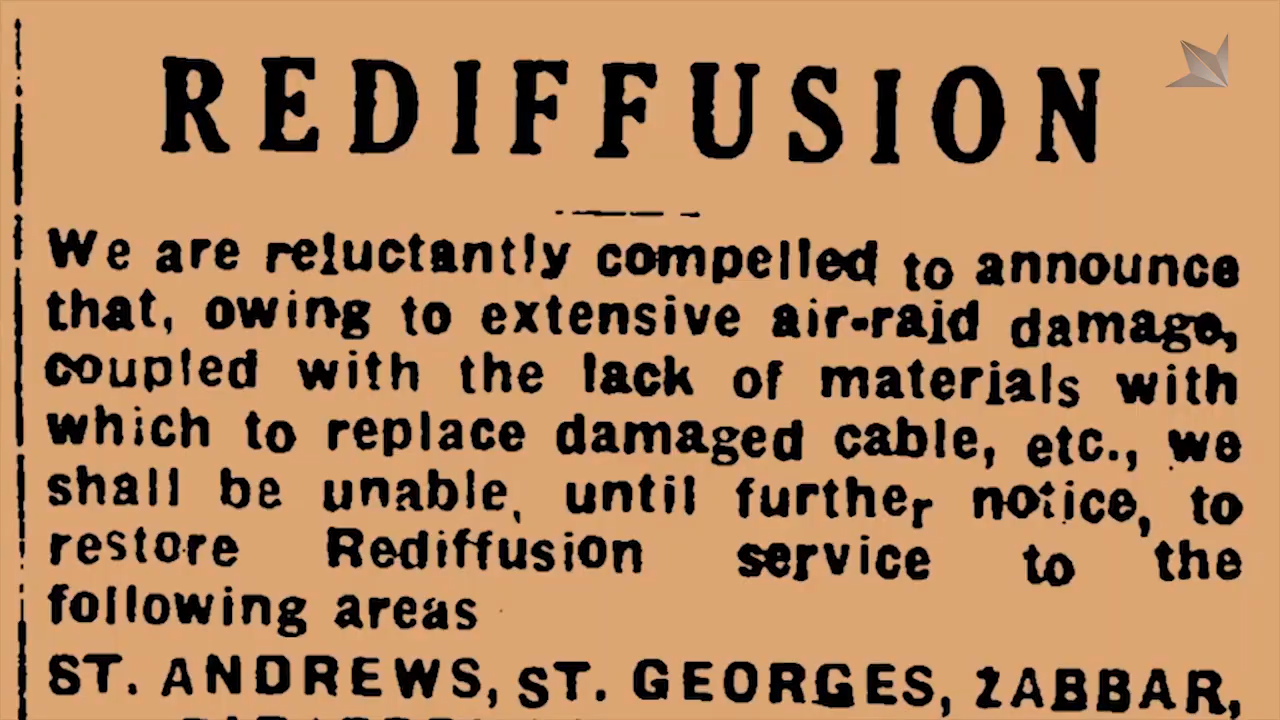 REDIFFUSION
We are reluctantly compelled to announce
that, owing to extensive air-raid damage,
coupled with the lack of materials with
which to replace damaged cable, etc., we
shall be unable, until further notice, to
restore Rediffusion service to the
following areas
ST. ANDREWS, ST. GEORGES, ZABBAR,